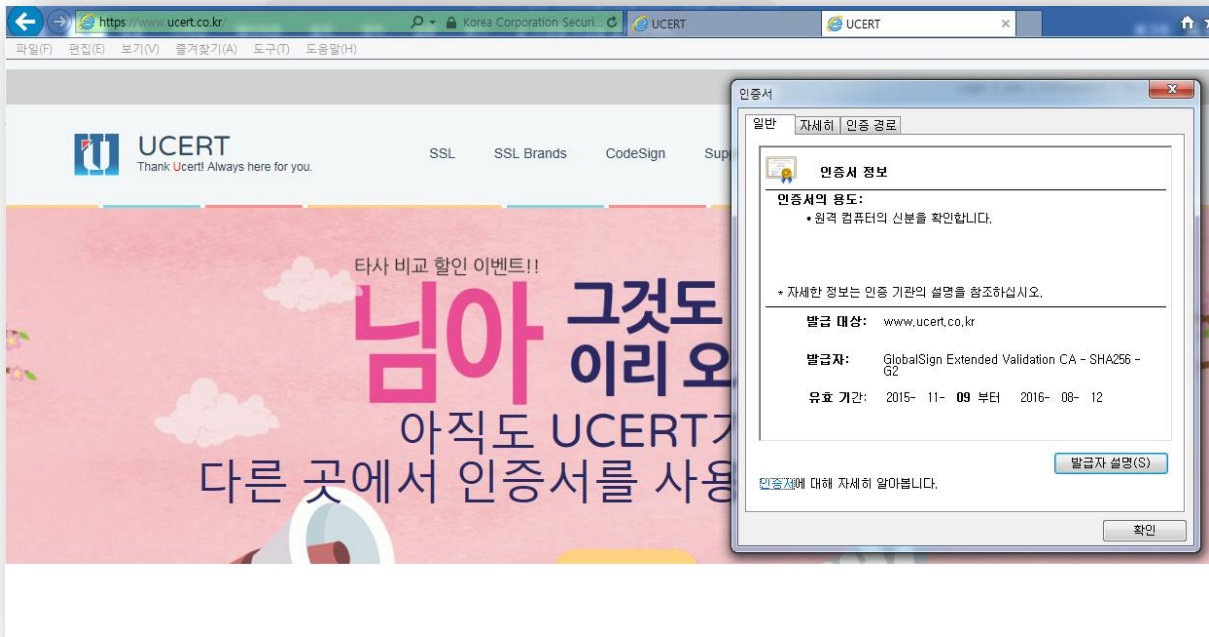 https://www.ucert.co.kr/
Korea Corporation Securi...
UCERT
UCERT
파일(F) 편집(E) 보기(V) 즐겨찾기(A) 도구(T) 도움말(H)
UCERT
Thank Ucert! Always here for you.
SSL SSL Brands CodeSign Supp
타사 비교 할인 이벤트!!
님아 그것도
이리 오
아직도 UCERT가
다른 곳에서 인증서를 사용
인증서
일반 자세히 인증 경로
인증서 정보
인증서의 용도:
• 원격 컴퓨터의 신분을 확인합니다.
* 자세한 정보는 인증 기관의 설명을 참조하십시오.
발급 대상: www.ucert.co.kr
발급자: GlobalSign Extended Validation CA - SHA256 -
G2
유효 기간: 2015- 11- 09 부터 2016- 08- 12
발급자 설명(S)
인증서에 대해 자세히 알아봅니다.
확인